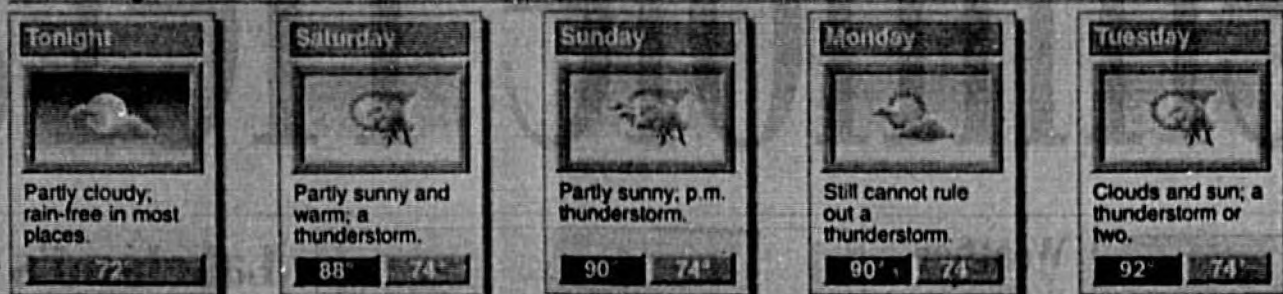 Tonight
Partly cloudy;
rain-free in most
places.
72°
Saturday
Partly sunny and
warm; a
thunderstorm.
88° 74°
Sunday
Partly sunny; p.m.
thunderstorm.
90° 74°
Monday
Still cannot rule
out a
thunderstorm.
90° 74°
Tuesday
Clouds and sun; a
thunderstorm or
two.
92° 74°